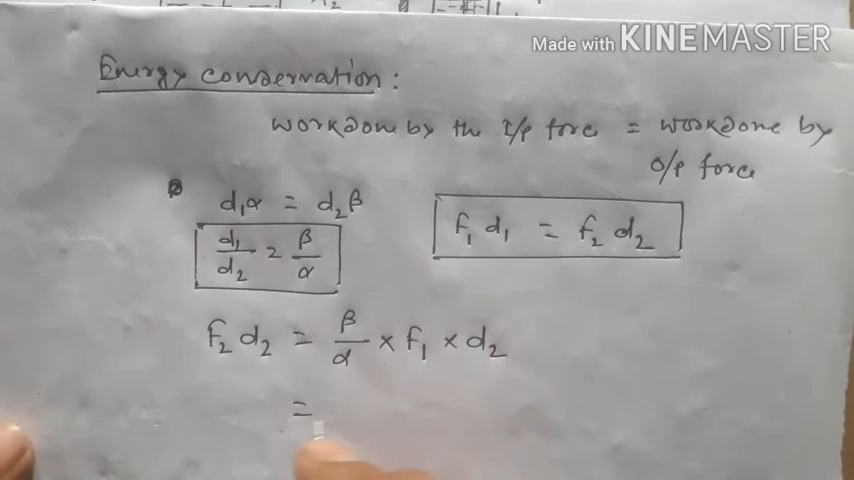 Made with KINEMASTER
Energy conservation:
workdone by the I/P force = workdone by
O/P force
d₁α = d₂β
f₁ d₁ = f₂ d₂
d₁/d₂ = β/α
F₂ d₂ = β/α × f₁ × d₂
=